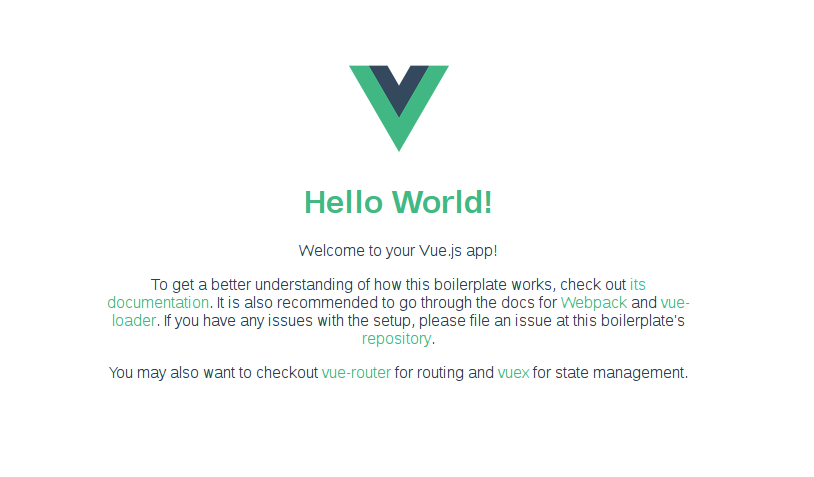 Hello World!
Welcome to your Vue.js app!
To get a better understanding of how this boilerplate works, check out its
documentation. It is also recommended to go through the docs for Webpack and vue-
loader. If you have any issues with the setup, please file an issue at this boilerplate's
repository.
You may also want to checkout vue-router for routing and vuex for state management.